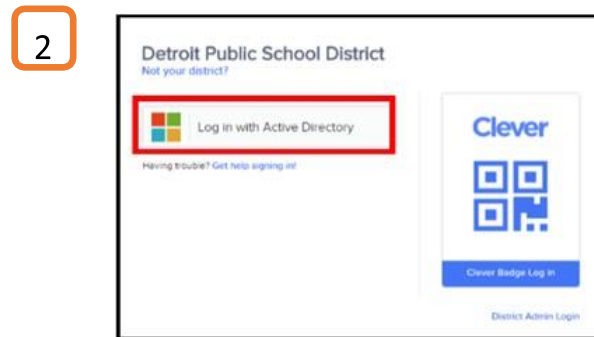 2
Detroit Public School District
Not your district?
Log in with Active Directory
Having trouble? Get help signing in!
Clever
Clever Badge Log in
District Admin Login